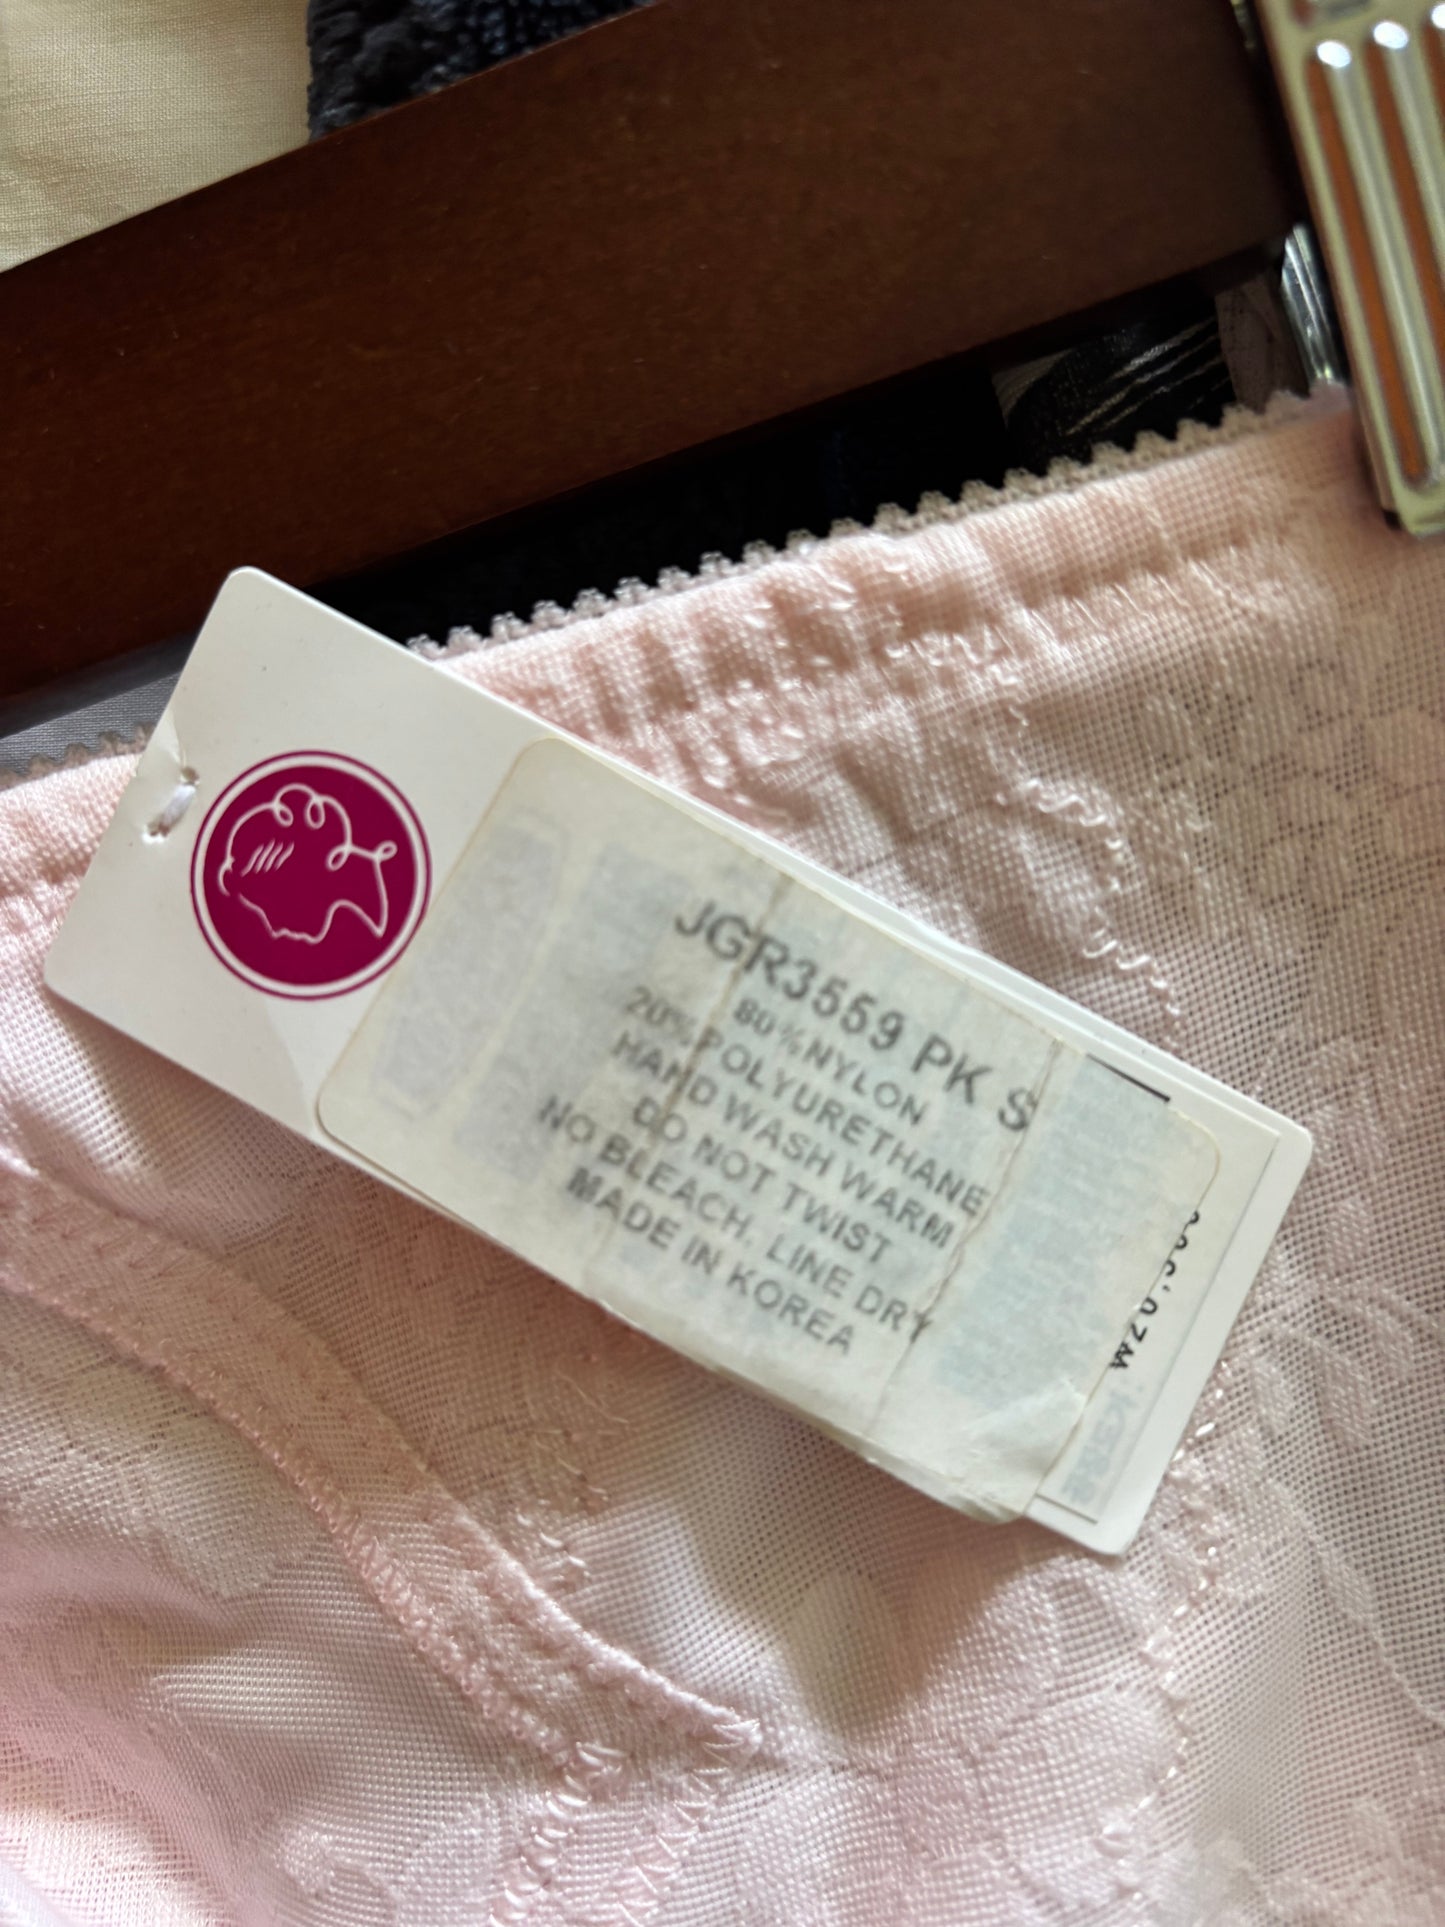 JGR3559 PK S
80%NYLON
20%POLYURETHANE
HAND WASH WARM
DO NOT TWIST
NO BLEACH, LINE DRY
MADE IN KOREA